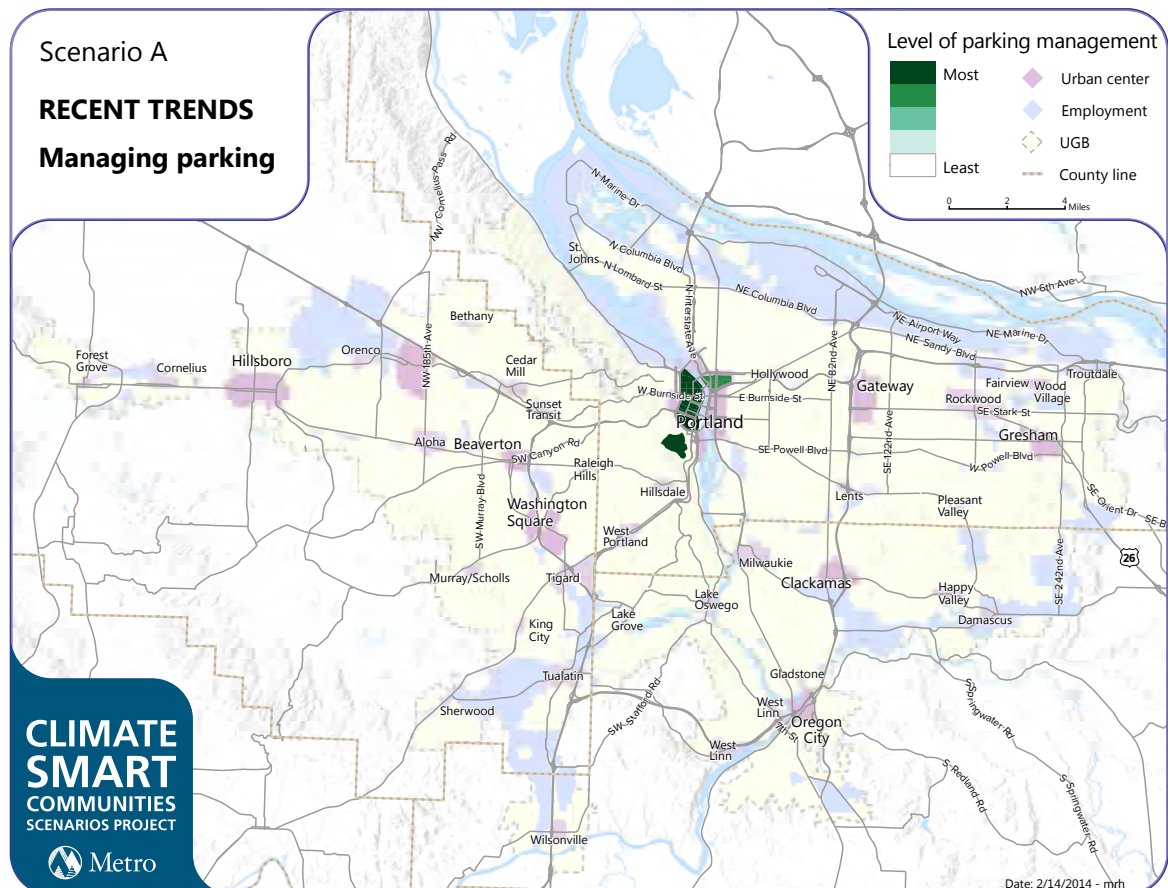 Scenario A
RECENT TRENDS
Managing parking
Level of parking management
Most
Least
Urban center
Employment
UGB
County line
0 2 4 Miles
NW Cornelius Pass Rd
N Marine Dr
St.
Johns
N Columbia Blvd
N Lombard St
N Interstate Ave
NE Columbia Blvd
NW 6th Ave
NE Airport Way
NE Marine Dr
NE Sandy Blvd
NE 82nd Ave
Bethany
Forest
Grove
Cornelius
Hillsboro
Orenco
NW 185th Ave
Cedar
Mill
Hollywood
Troutdale
Gateway
Fairview
Wood
Village
Rockwood
W Burnside St
E Burnside St
SE Stark St
Sunset
Transit
Portland
Gresham
Aloha
Beaverton
SW Canyon Rd
SE Powell Blvd
SE 122nd Ave
W Powell Blvd
Raleigh
Hills
Hillsdale
Lents
Pleasant
Valley
SE Orient Dr
SE B
SW Murray Blvd
Washington
Square
West
Portland
26
Milwaukie
Murray/Scholls
Tigard
Clackamas
Happy
Valley
SE 242nd Ave
Lake
Oswego
Lake
Grove
Damascus
King
City
Tualatin
Gladstone
SW Stafford Rd
S Springwater Rd
Sherwood
West
Linn
Oregon
City
7th St
West
Linn
S Redland Rd
S Springwater Rd
Wilsonville
CLIMATE
SMART
COMMUNITIES
SCENARIOS PROJECT
Metro
Date: 2/14/2014 - mrh